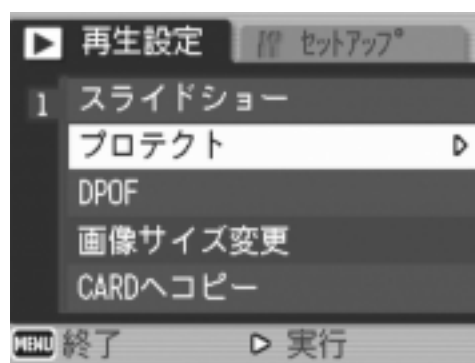 再生設定 セットアップ
1 スライドショー
プロテクト
DPOF
画像サイズ変更
CARDへコピー
MENU 終了 実行